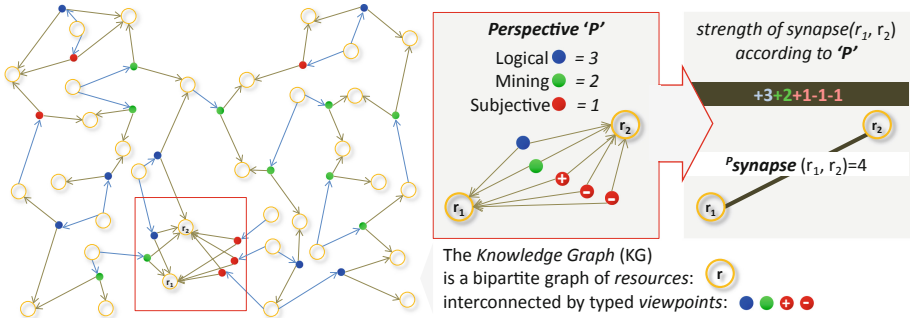 Perspective 'P'
Logical = 3
Mining = 2
Subjective = 1
r2
+
-
-
r1
strength of synapse(r1, r2)
according to 'P'
+3+2+1-1-1
r2
Psynapse (r1, r2)=4
r1
r2
r1
The Knowledge Graph (KG)
is a bipartite graph of resources: r
interconnected by typed viewpoints: + -